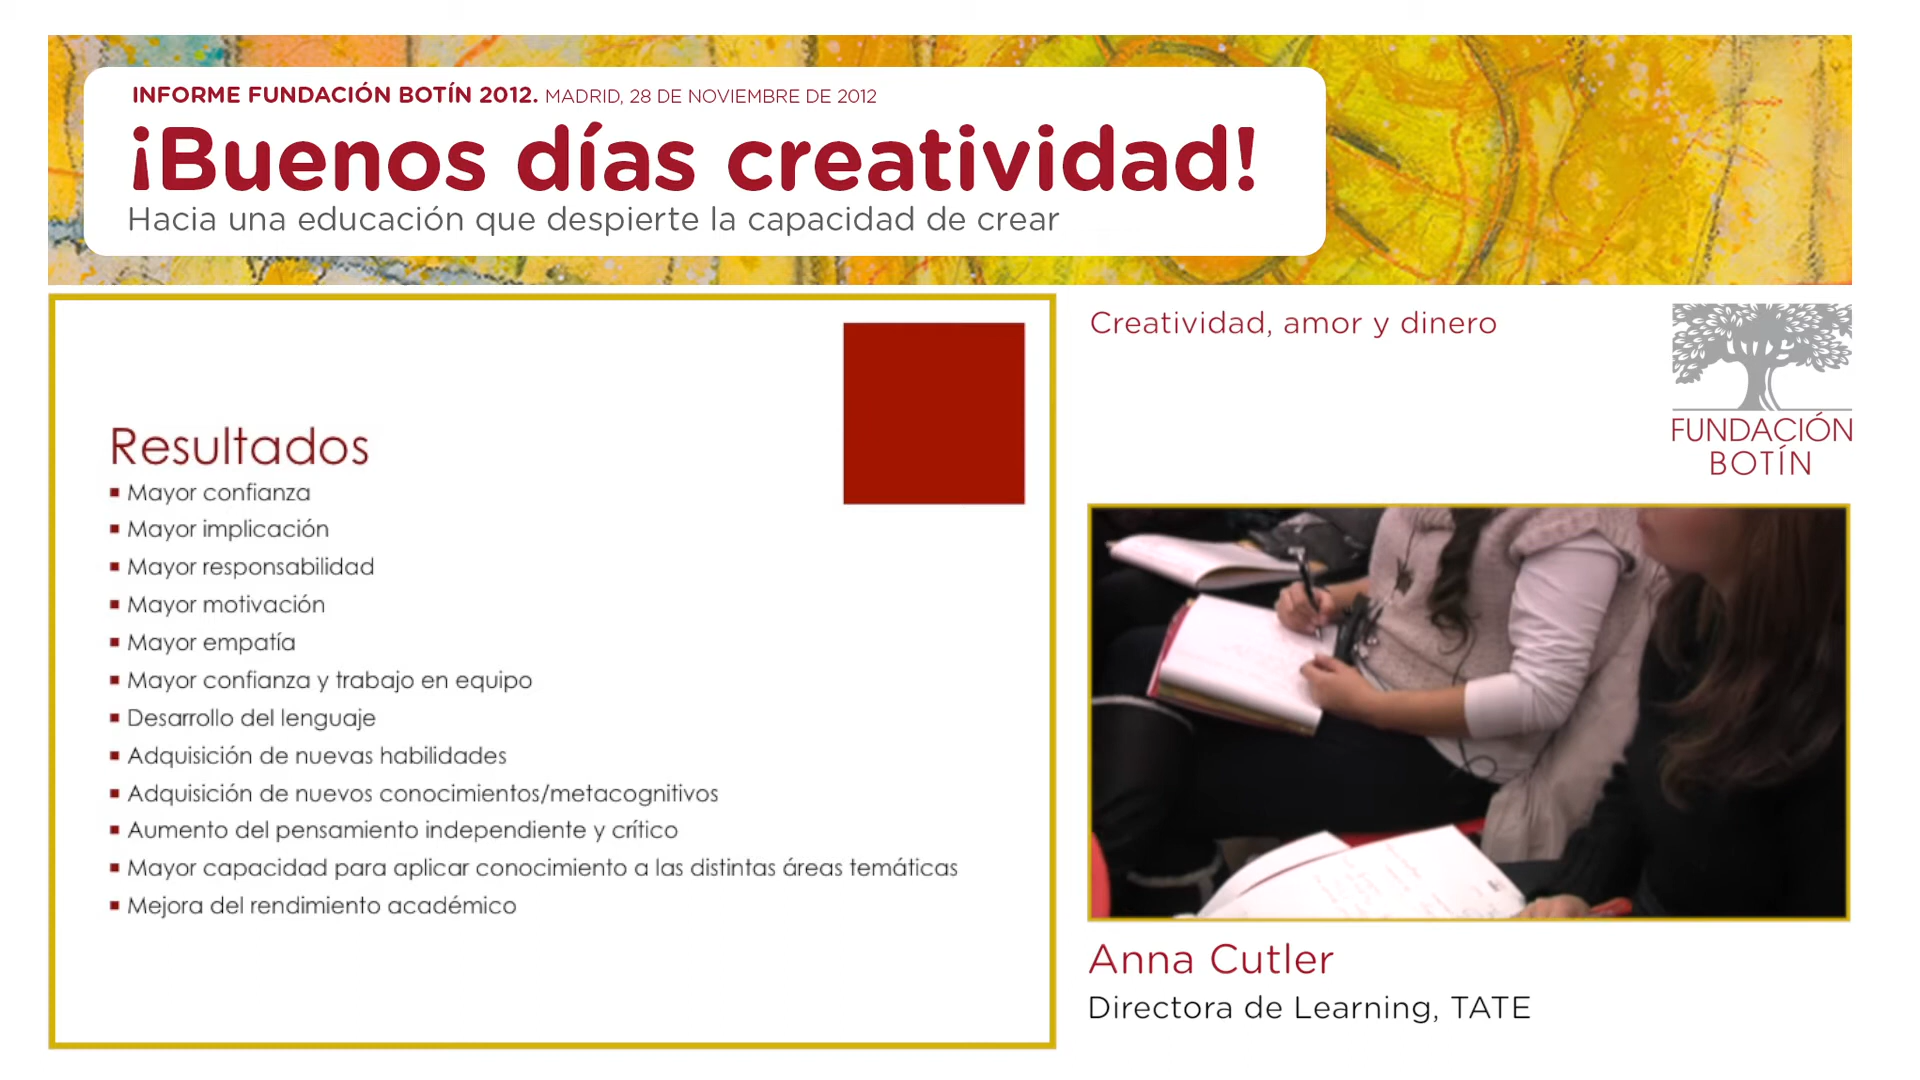 INFORME FUNDACIÓN BOTÍN 2012. MADRID, 28 DE NOVIEMBRE DE 2012
¡Buenos días creatividad!
Hacia una educación que despierte la capacidad de crear
Resultados
Mayor confianza
Mayor implicación
Mayor responsabilidad
Mayor motivación
Mayor empatía
Mayor confianza y trabajo en equipo
Desarrollo del lenguaje
Adquisición de nuevas habilidades
Adquisición de nuevos conocimientos/metacognitivos
Aumento del pensamiento independiente y crítico
Mayor capacidad para aplicar conocimiento a las distintas áreas temáticas
Mejora del rendimiento académico
Creatividad, amor y dinero
FUNDACIÓN
BOTÍN
Anna Cutler
Directora de Learning, TATE